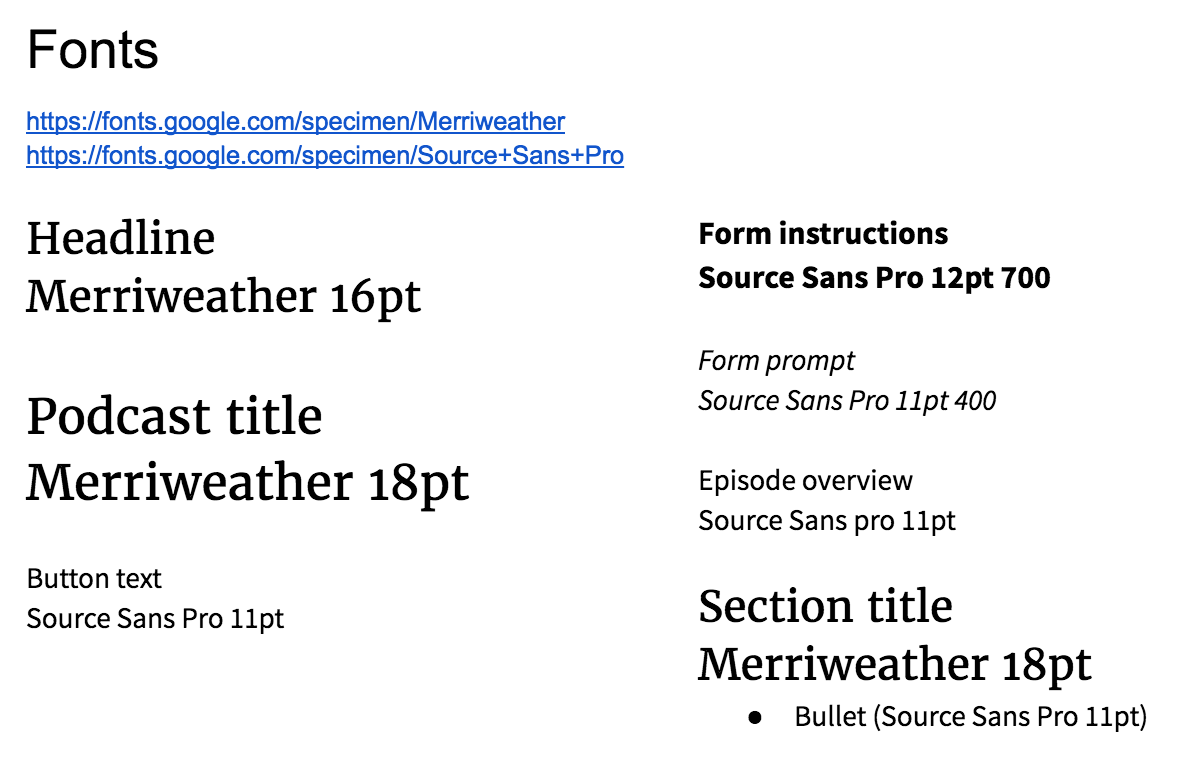 Fonts
https://fonts.google.com/specimen/Merriweather
https://fonts.google.com/specimen/Source+Sans+Pro
Headline
Merriweather 16pt
Podcast title
Merriweather 18pt
Button text
Source Sans Pro 11pt
Form instructions
Source Sans Pro 12pt 700
Form prompt
Source Sans Pro 11pt 400
Episode overview
Source Sans pro 11pt
Section title
Merriweather 18pt
● Bullet (Source Sans Pro 11pt)